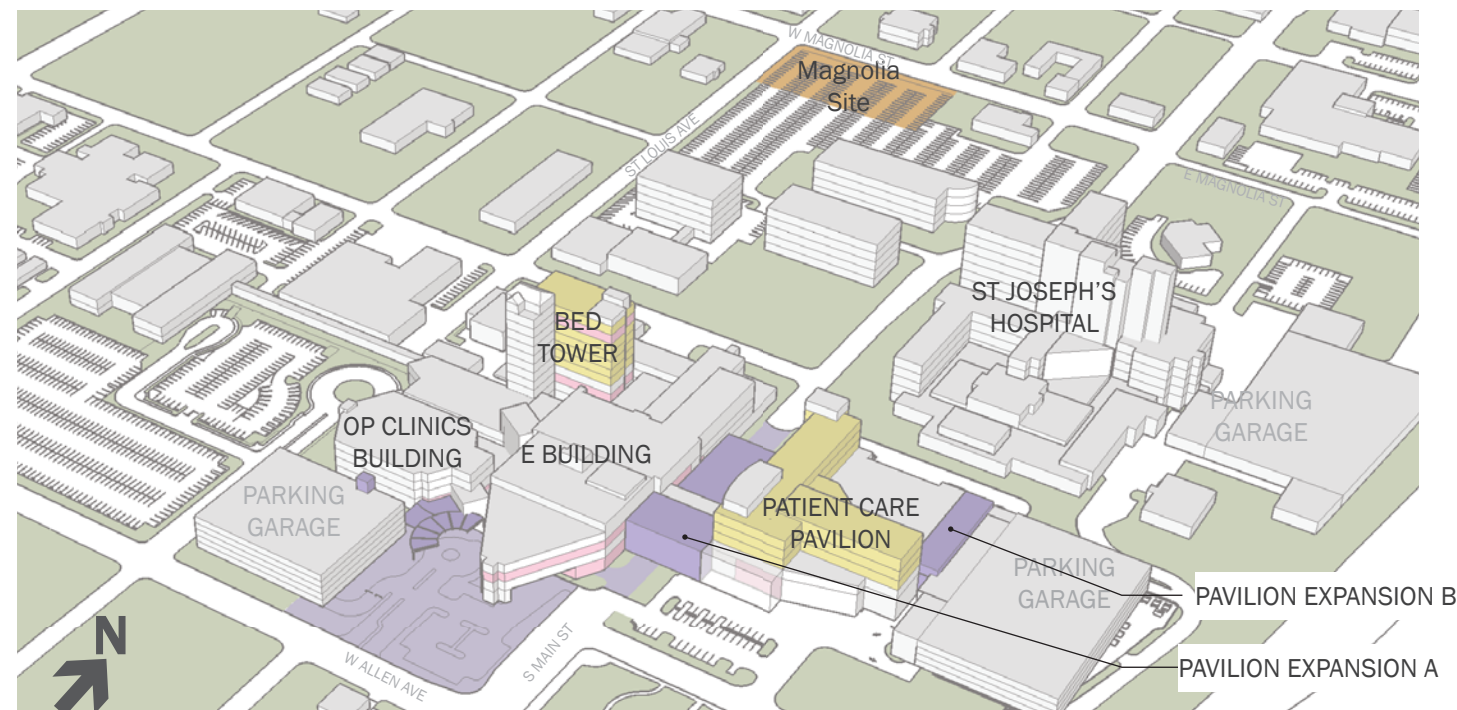 W MAGNOLIA ST
Magnolia
Site
ST LOUIS AVE
E MAGNOLIA ST
ST JOSEPH'S
HOSPITAL
BED
TOWER
PARKING
GARAGE
OP CLINICS
BUILDING
E BUILDING
PARKING
GARAGE
PATIENT CARE
PAVILION
PARKING
GARAGE
PAVILION EXPANSION B
N
W ALLEN AVE
S MAIN ST
PAVILION EXPANSION A